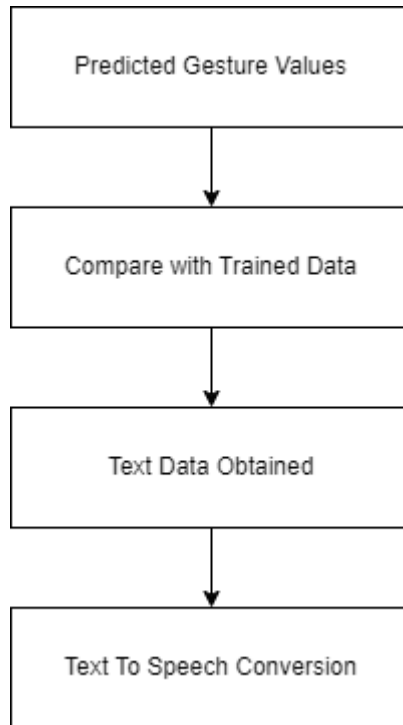 Predicted Gesture Values
Compare with Trained Data
Text Data Obtained
Text To Speech Conversion